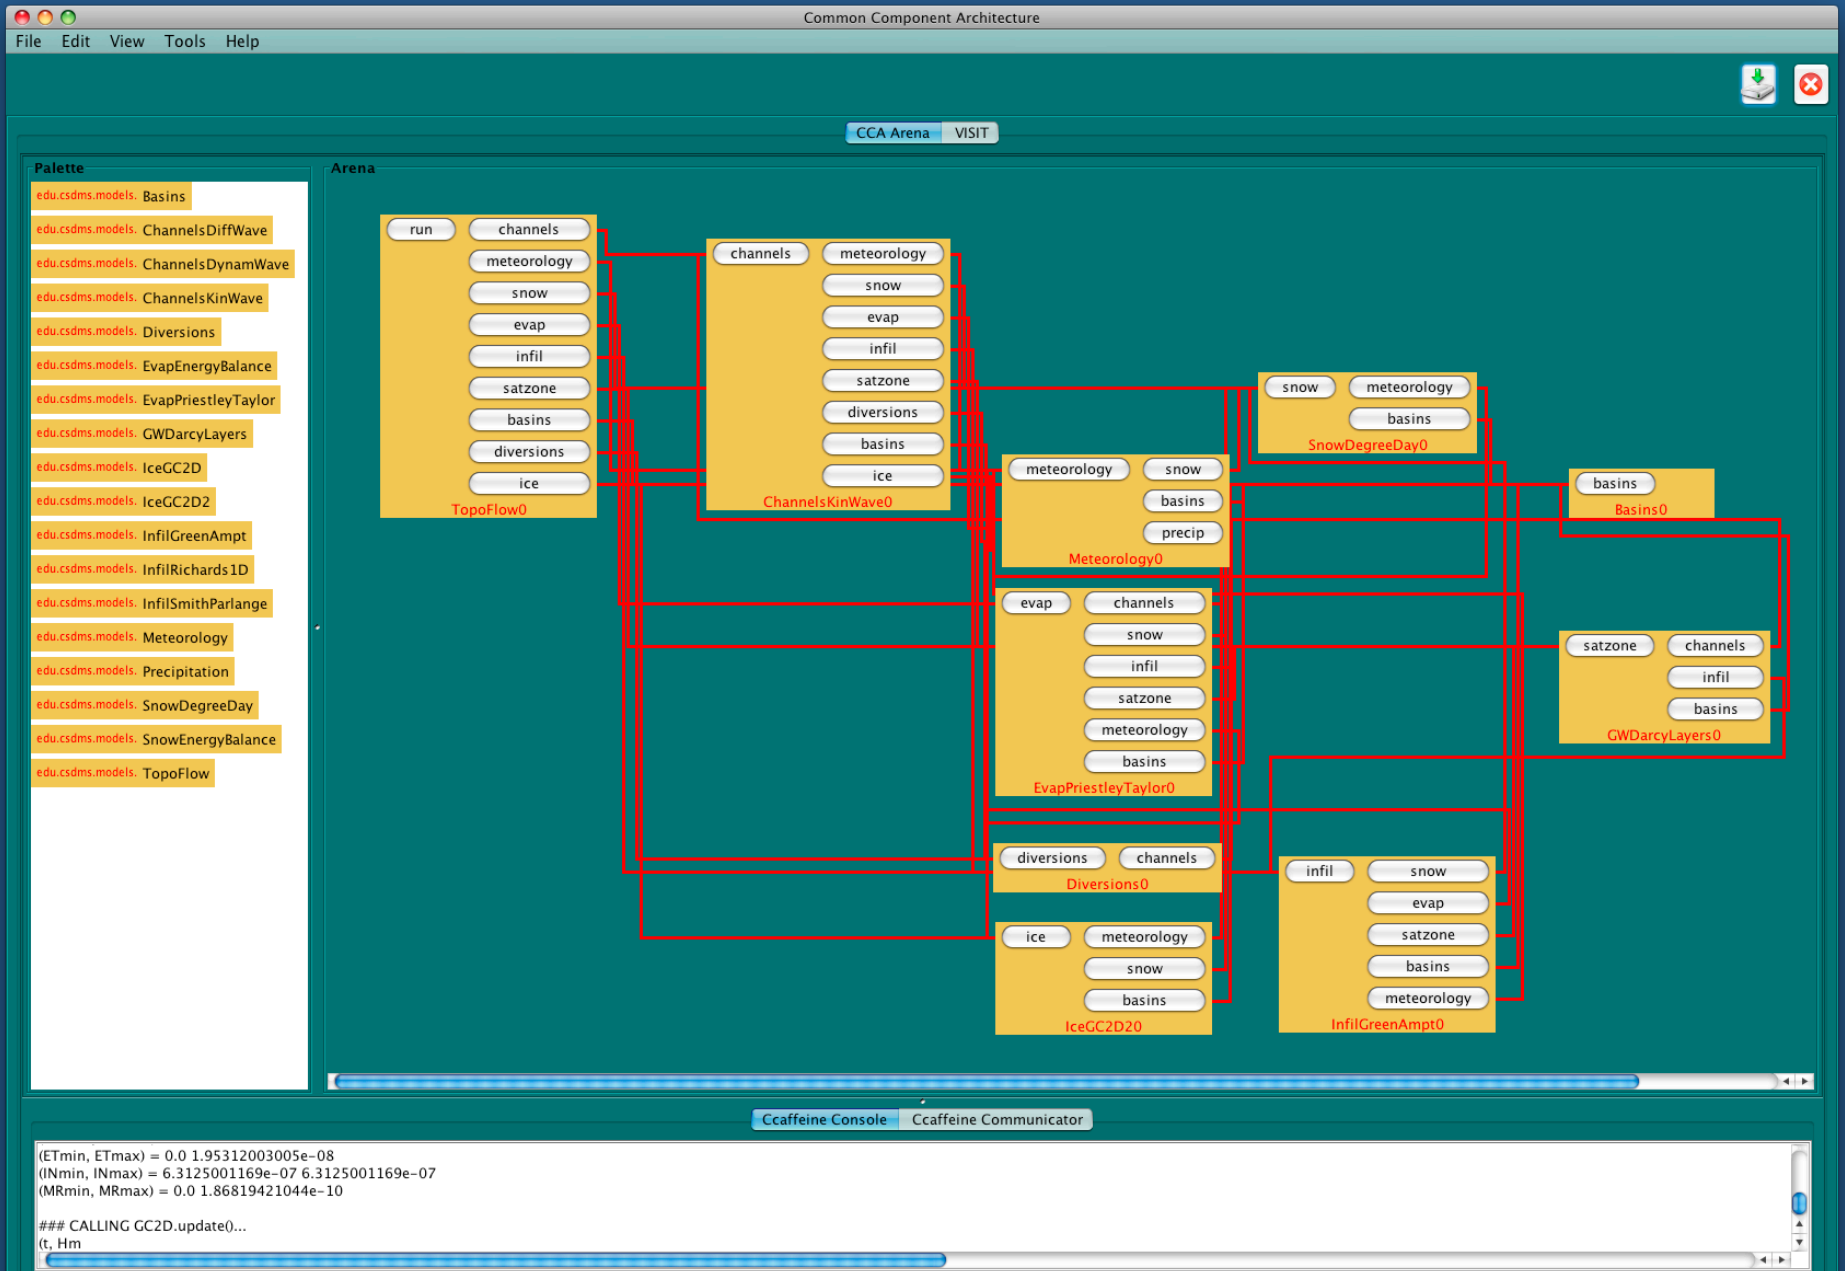 Common Component Architecture
File Edit View Tools Help
CCA Arena VISIT
Palette
edu.csdms.models. Basins
edu.csdms.models. ChannelsDiffWave
edu.csdms.models. ChannelsDynamWave
edu.csdms.models. ChannelsKinWave
edu.csdms.models. Diversions
edu.csdms.models. EvapEnergyBalance
edu.csdms.models. EvapPriestleyTaylor
edu.csdms.models. GWDarcyLayers
edu.csdms.models. IceGC2D
edu.csdms.models. IceGC2D2
edu.csdms.models. InfilGreenAmpt
edu.csdms.models. InfilRichards1D
edu.csdms.models. InfilSmithParlange
edu.csdms.models. Meteorology
edu.csdms.models. Precipitation
edu.csdms.models. SnowDegreeDay
edu.csdms.models. SnowEnergyBalance
edu.csdms.models. TopoFlow
Arena
run channels
meteorology
snow
evap
infil
satzone
basins
diversions
ice
TopoFlow0
channels meteorology
snow
evap
infil
satzone
diversions
basins
ice
ChannelsKinWave0
meteorology snow
basins
precip
Meteorology0
evap channels
snow
infil
satzone
meteorology
basins
EvapPriestleyTaylor0
diversions channels
Diversions0
ice meteorology
snow
basins
IceGC2D20
snow meteorology
basins
SnowDegreeDay0
infil snow
evap
satzone
basins
meteorology
InfilGreenAmpt0
basins
Basins0
satzone channels
infil
basins
GWDarcyLayers0
Ccaffeine Console Ccaffeine Communicator
(ETmin, ETmax) = 0.0 1.95312003005e-08
(INmin, INmax) = 6.3125001169e-07 6.3125001169e-07
(MRmin, MRmax) = 0.0 1.86819421044e-10
### CALLING GC2D.update()...
(t, Hm